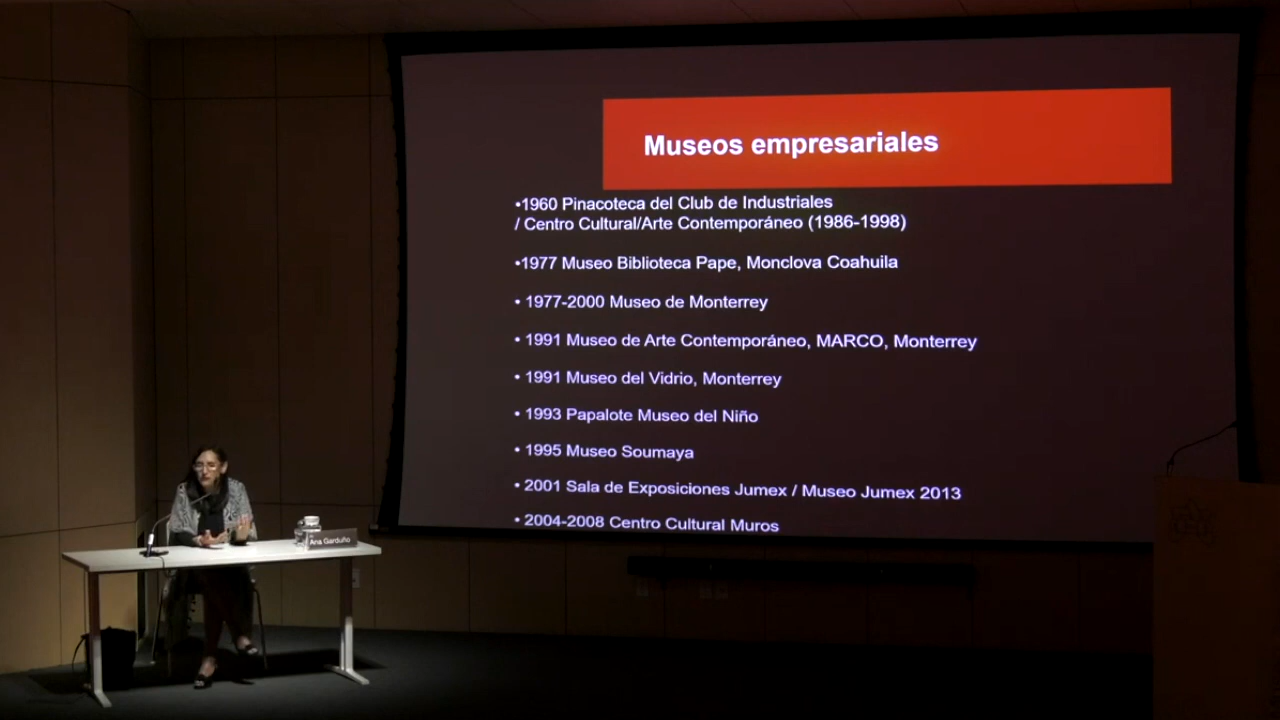 Museos empresariales
•1960 Pinacoteca del Club de Industriales
/ Centro Cultural/Arte Contemporáneo (1986-1998)
•1977 Museo Biblioteca Pape, Monclova Coahuila
• 1977-2000 Museo de Monterrey
• 1991 Museo de Arte Contemporáneo, MARCO, Monterrey
• 1991 Museo del Vidrio, Monterrey
• 1993 Papalote Museo del Niño
• 1995 Museo Soumaya
• 2001 Sala de Exposiciones Jumex / Museo Jumex 2013
• 2004-2008 Centro Cultural Muros
Ana Garduño